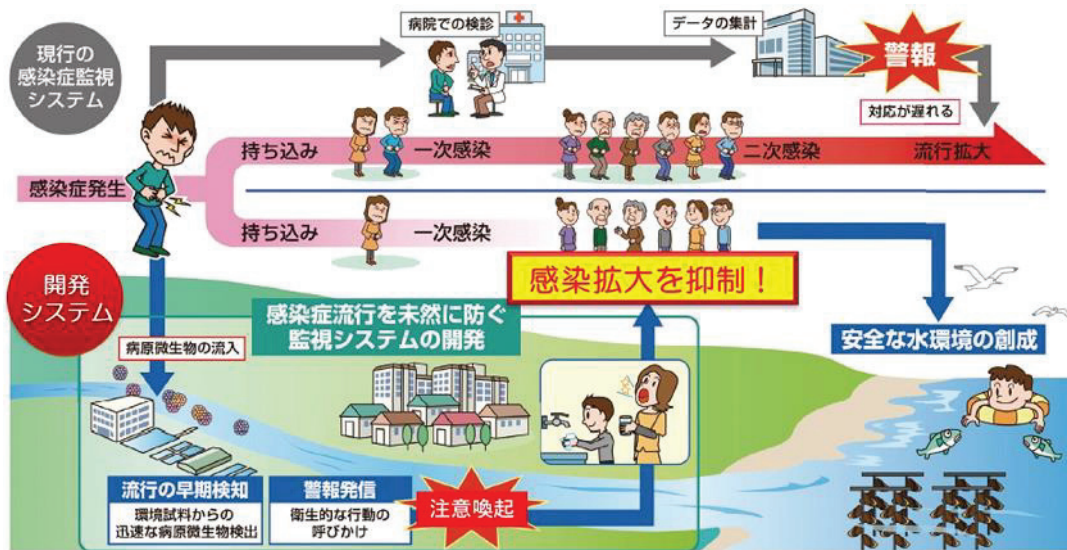 現行の
感染症監視
システム
病院での検診
データの集計
警報
対応が遅れる
持ち込み
一次感染
二次感染
流行拡大
感染症発生
持ち込み
一次感染
感染拡大を抑制！
開発
システム
感染症流行を未然に防ぐ
監視システムの開発
安全な水環境の創成
病原微生物の流入
流行の早期検知
環境試料からの
迅速な病原微生物検出
警報発信
衛生的な行動の
呼びかけ
注意喚起